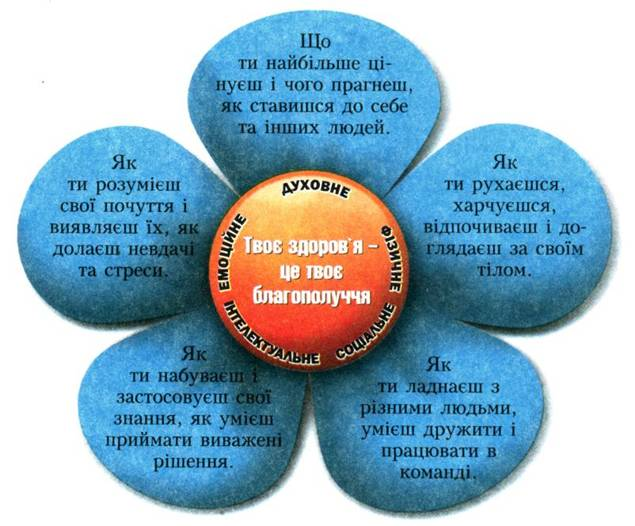 Що
ти найбільше ці-
нуєш і чого прагнеш,
як ставишся до себе
та інших людей.
Як
ти розумієш
свої почуття і
виявляєш їх, як
долаєш невдачі
та стреси.
Як
ти рухаєшся,
харчуєшся,
відпочиваєш і до-
глядаєш за своїм
тілом.
ДУХОВНЕ
ЕМОЦІЙНЕ
ФІЗИЧНЕ
Твоє здоров'я –
це твоє
благополуччя
ІНТЕЛЕКТУАЛЬНЕ
СОЦІАЛЬНЕ
Як
ти набуваєш і
застосовуєш свої
знання, як умієш
приймати виважені
рішення.
Як
ти ладнаєш з
різними людьми,
умієш дружити і
працювати в
команді.